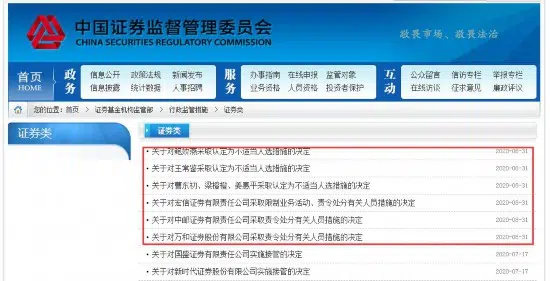 中国证券监督管理委员会
CHINA SECURITIES REGULATORY COMMISSION
敬畏市场、敬畏法治
首页 HOME
政务
信息公开 政策法规 新闻发布
信息披露 统计数据 人事招聘
服务
办事指南 在线申报 监管对象
业务资格 人员资格 投资者保护
互动
公众留言 信访专栏 举报专栏
在线访谈 征求意见 廉政评议
您的位置：首页 > 证券基金机构监管部 > 行政监管措施 > 证券类
证券类
证券类
关于对 采取认定为不适当人选措施的决定 2020-08-31
关于对王常鉴采取认定为不适当人选措施的决定 2020-08-31
关于对曹东初、梁 、姜惠平采取认定为不适当人选措施的决定 2020-08-31
关于对宏信证券有限责任公司采取限制业务活动、责令处分有关人员措施的决定 2020-08-31
关于对中邮证券有限责任公司采取责令处分有关人员措施的决定 2020-08-31
关于对万和证券股份有限公司采取责令处分有关人员措施的决定 2020-08-31
关于对国盛证券有限责任公司实施接管的决定 2020-07-17
关于对新时代证券股份有限公司实施接管的决定 2020-07-17